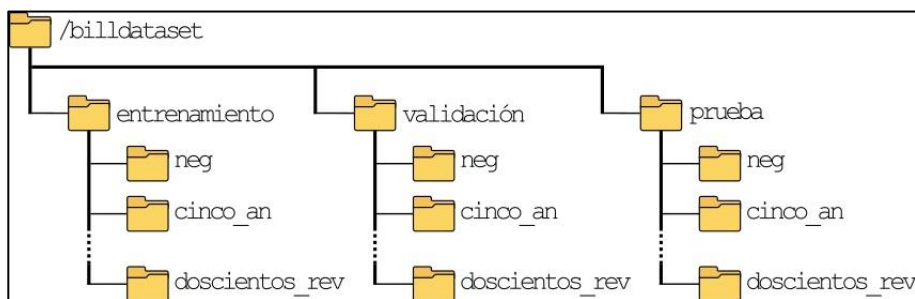 /billdataset
entrenamiento validación prueba
neg neg neg
cinco_an cinco_an cinco_an
doscientos_rev doscientos_rev doscientos_rev